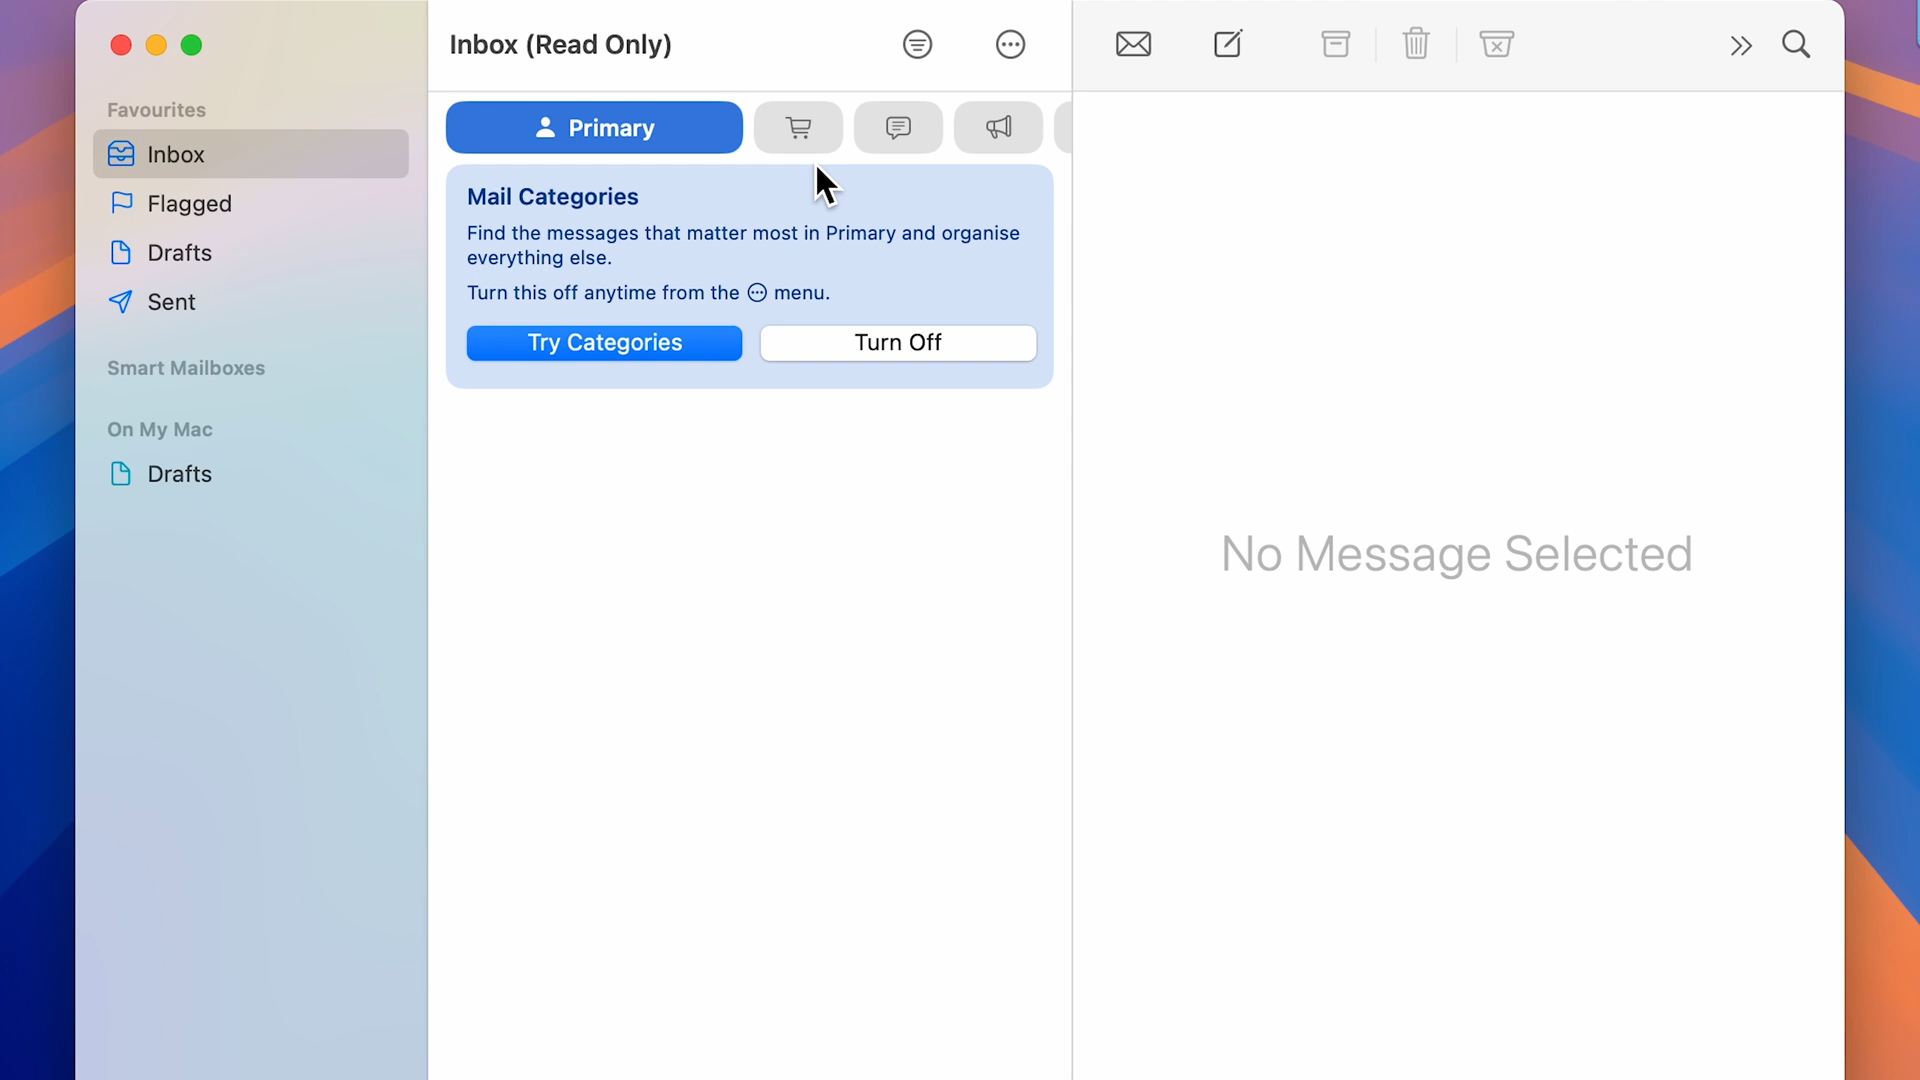 Favourites
Inbox
Flagged
Drafts
Sent
Smart Mailboxes
On My Mac
Drafts
Inbox (Read Only)
Primary
Mail Categories
Find the messages that matter most in Primary and organise
everything else.
Turn this off anytime from the menu.
Try Categories
Turn Off
No Message Selected